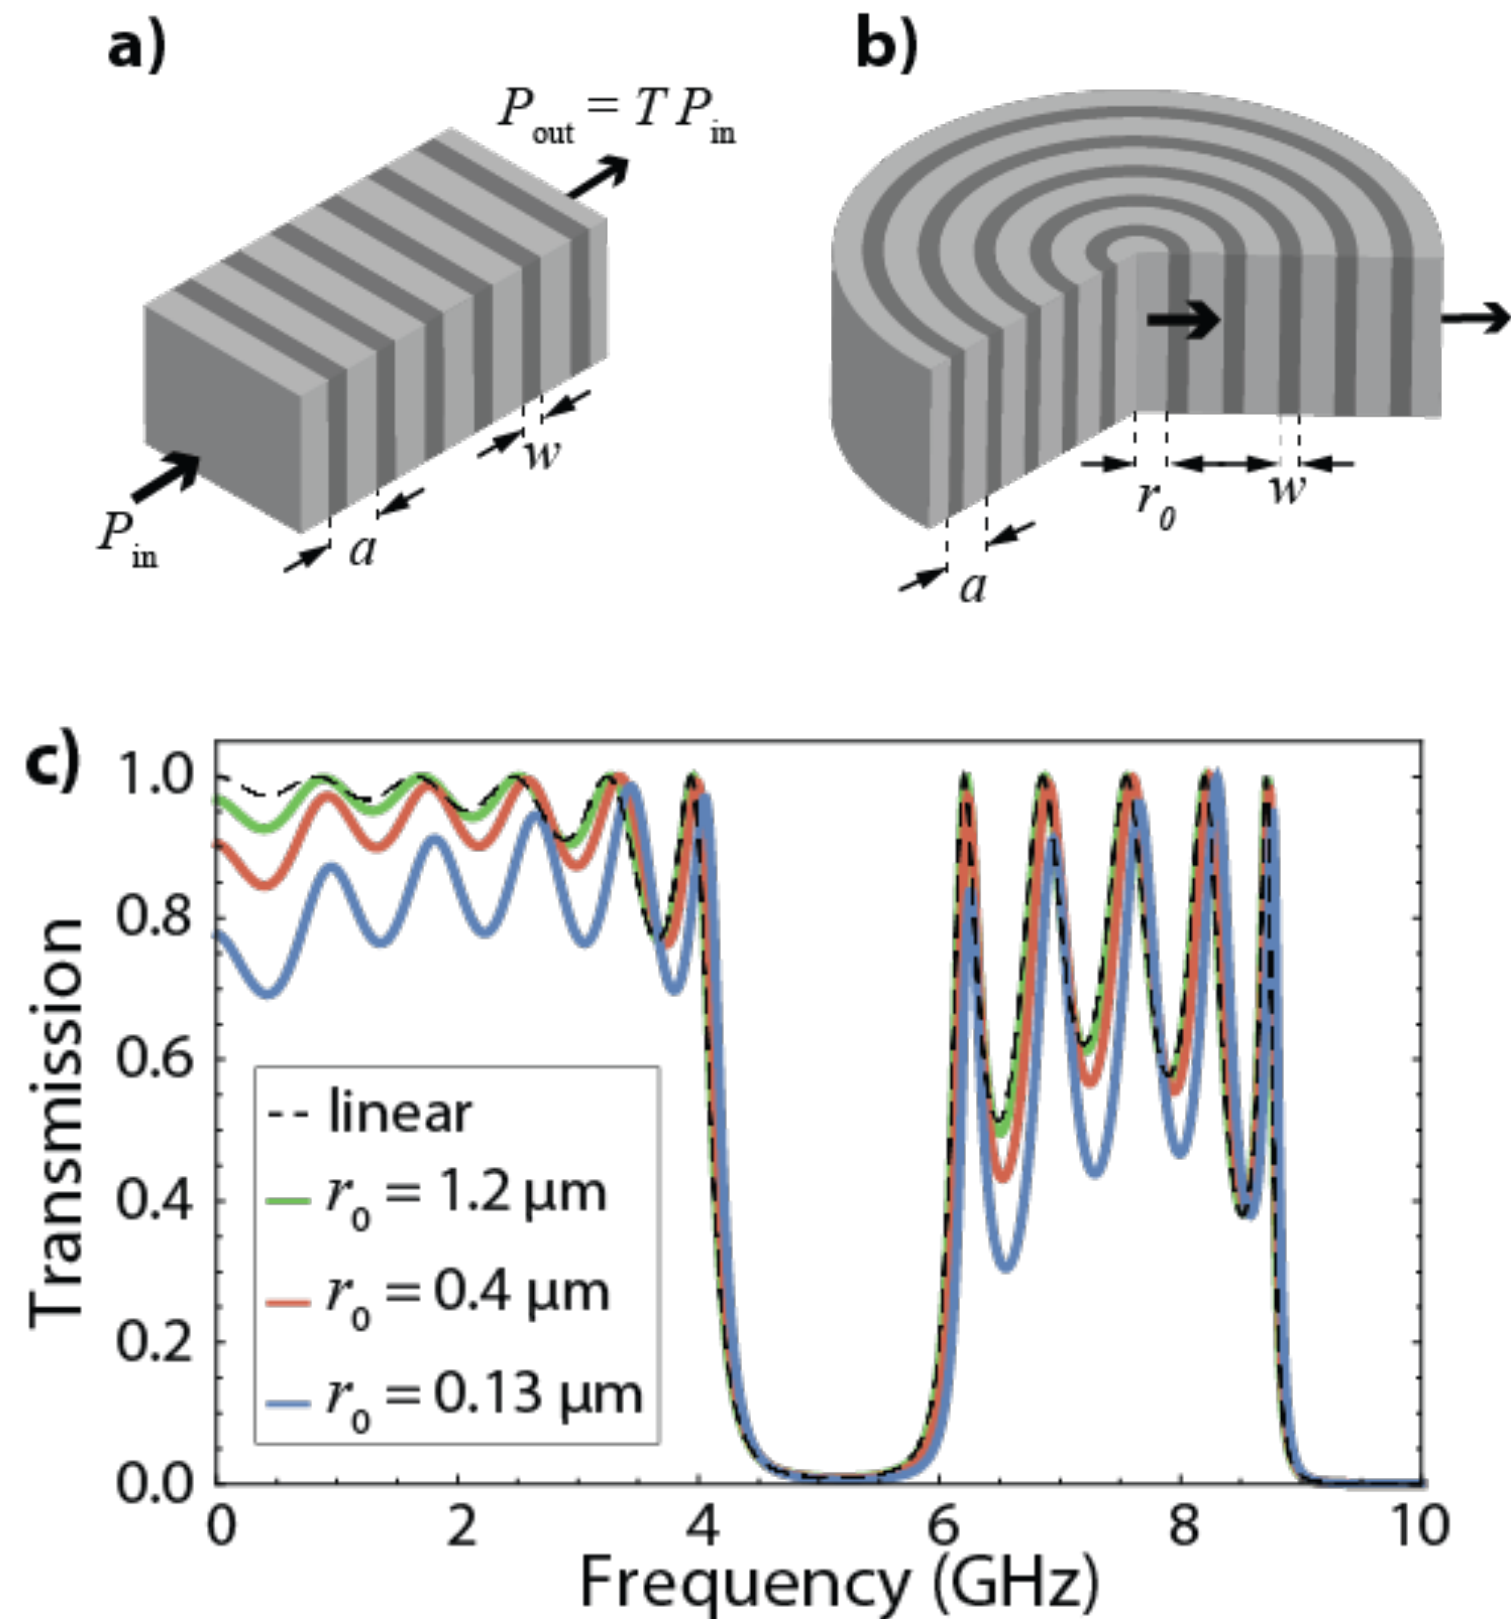 a)
P_out = T P_in
P_in
a
w
b)
r_0
w
a
c)
Transmission
1.0
0.8
0.6
0.4
0.2
0.0
linear
r_0 = 1.2 μm
r_0 = 0.4 μm
r_0 = 0.13 μm
0 2 4 6 8 10
Frequency (GHz)